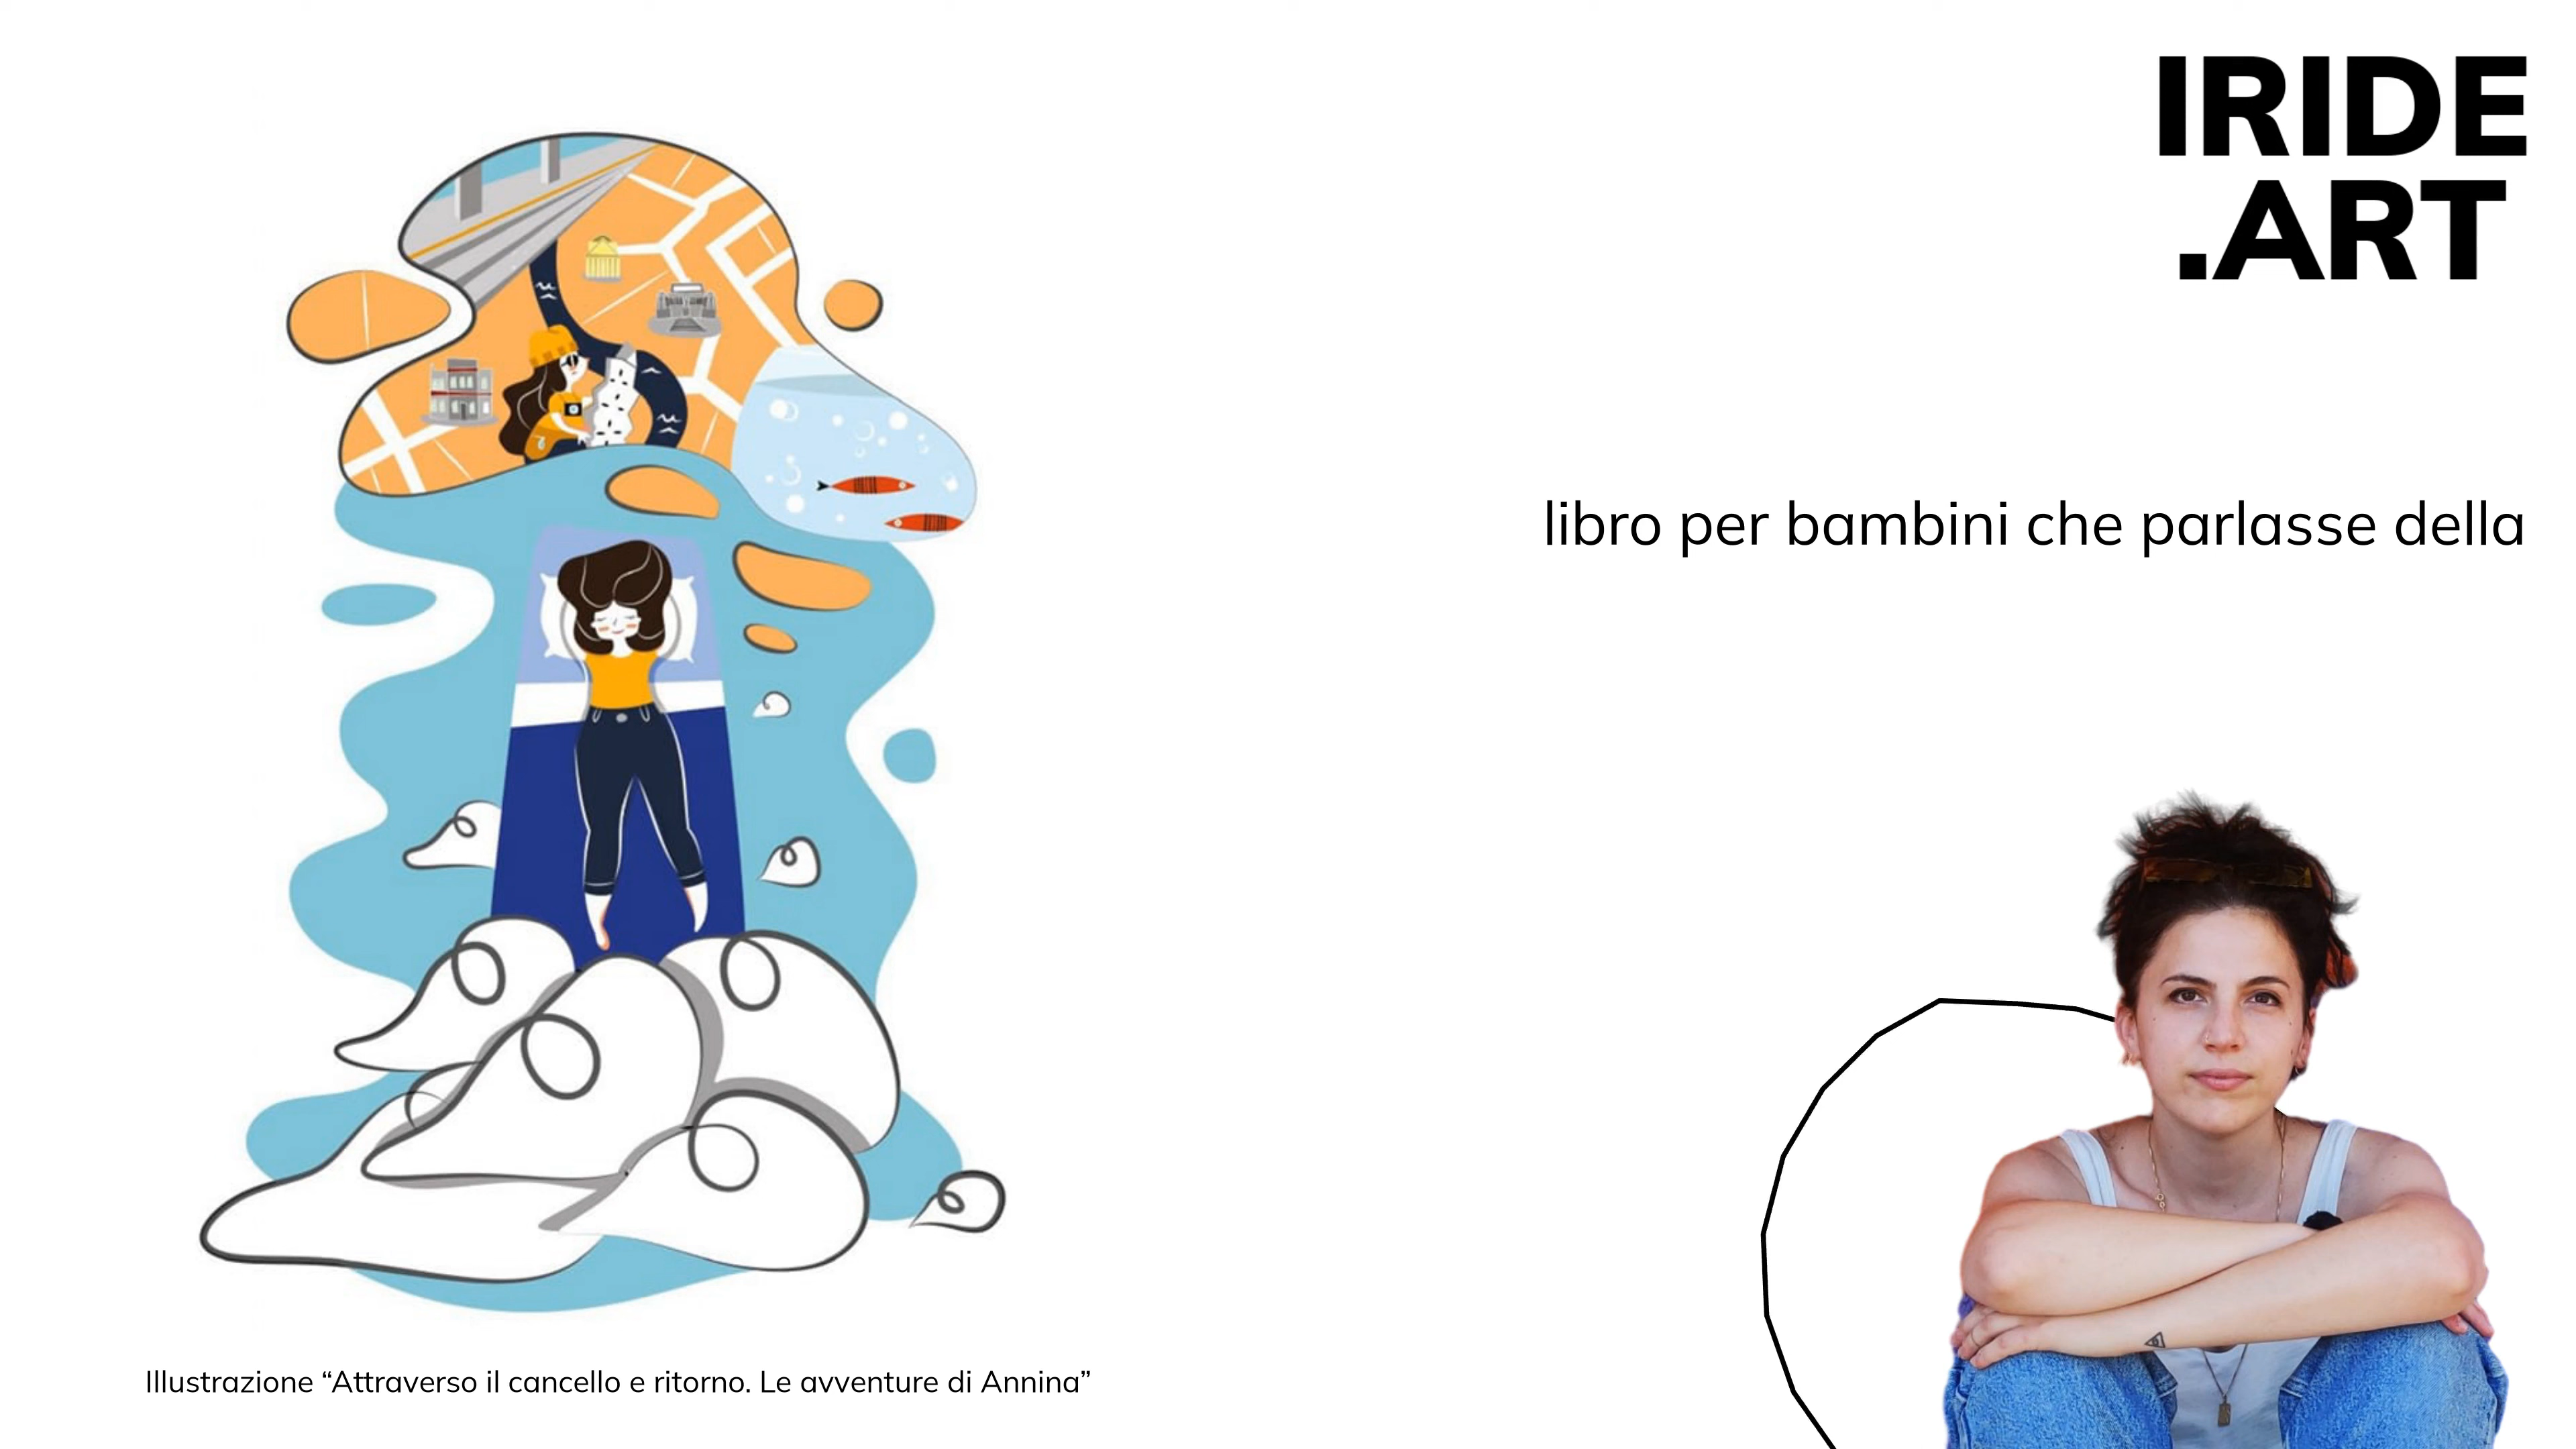 IRIDE
.ART
libro per bambini che parlasse della
Illustrazione “Attraverso il cancello e ritorno. Le avventure di Annina”